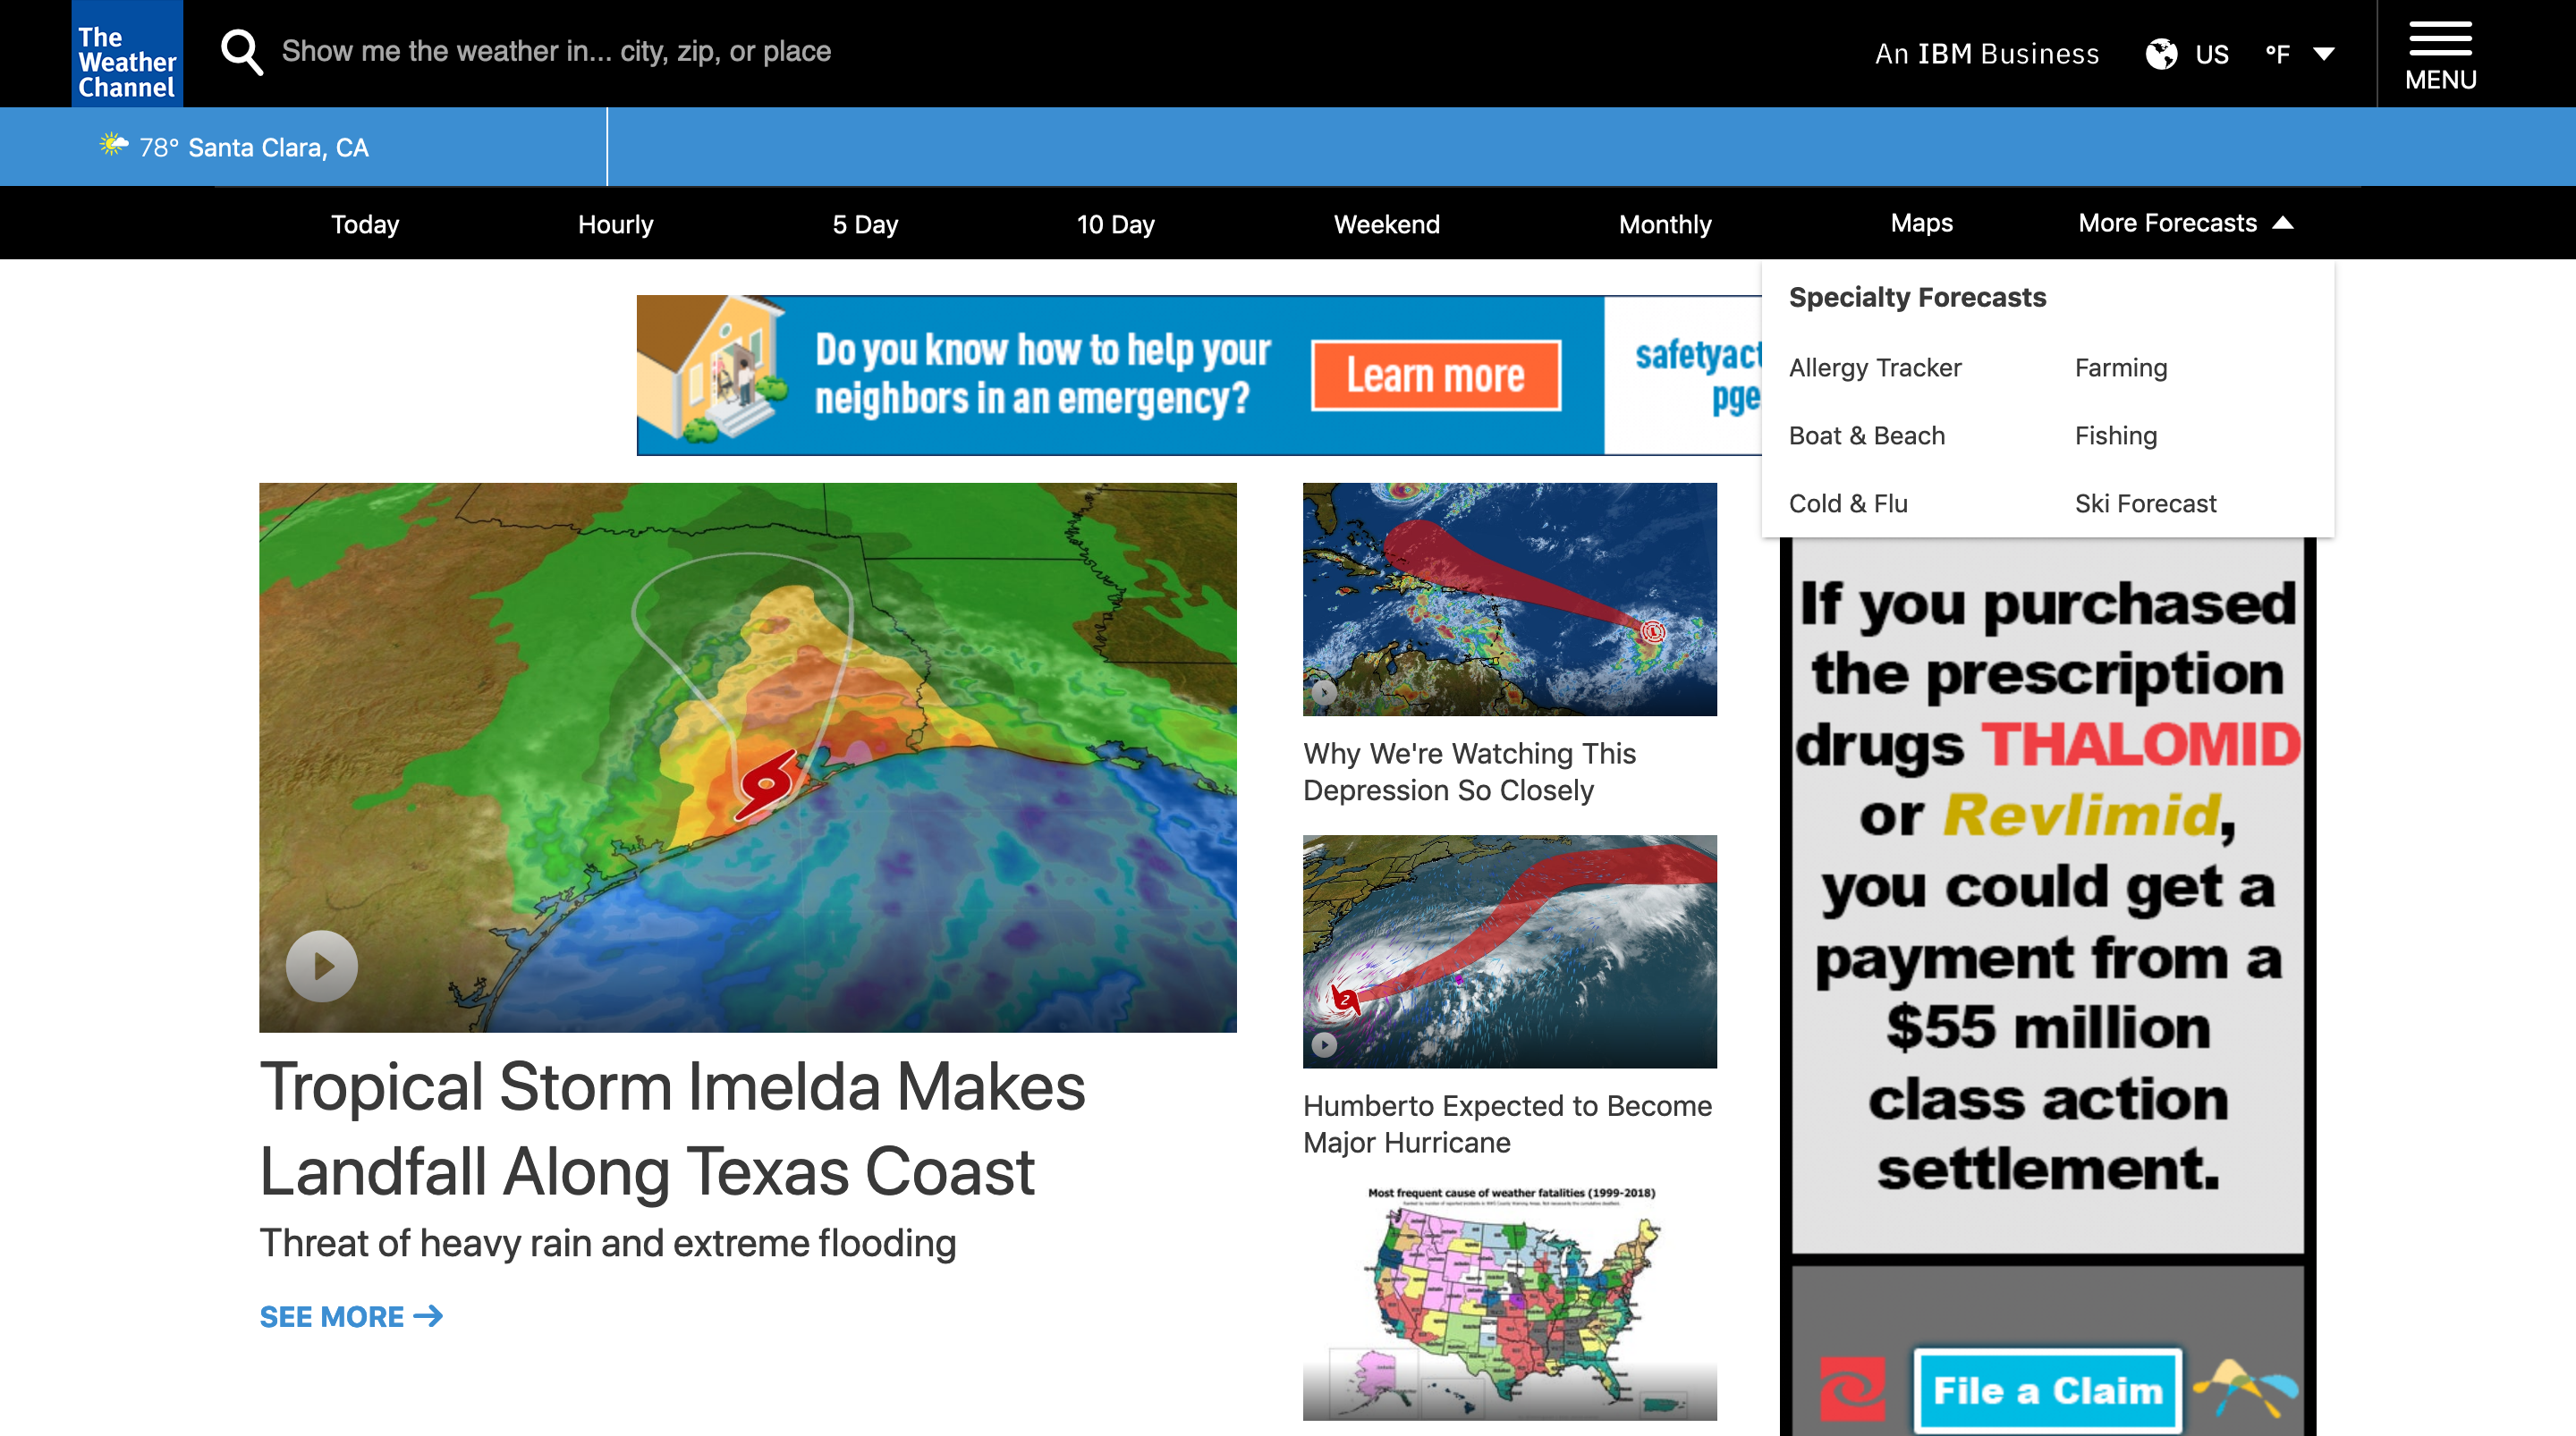 The
Weather
Channel
Show me the weather in... city, zip, or place
An IBM Business
US
°F
MENU
78° Santa Clara, CA
Today
Hourly
5 Day
10 Day
Weekend
Monthly
Maps
More Forecasts
Specialty Forecasts
Allergy Tracker
Farming
Boat & Beach
Fishing
Cold & Flu
Ski Forecast
Do you know how to help your
neighbors in an emergency?
Learn more
safetyact
pge
Why We're Watching This
Depression So Closely
2
Humberto Expected to Become
Major Hurricane
Most frequent cause of weather fatalities (1999-2018)
Tropical Storm Imelda Makes
Landfall Along Texas Coast
Threat of heavy rain and extreme flooding
SEE MORE
If you purchased
the prescription
drugs THALOMID
or Revlimid,
you could get a
payment from a
$55 million
class action
settlement.
File a Claim